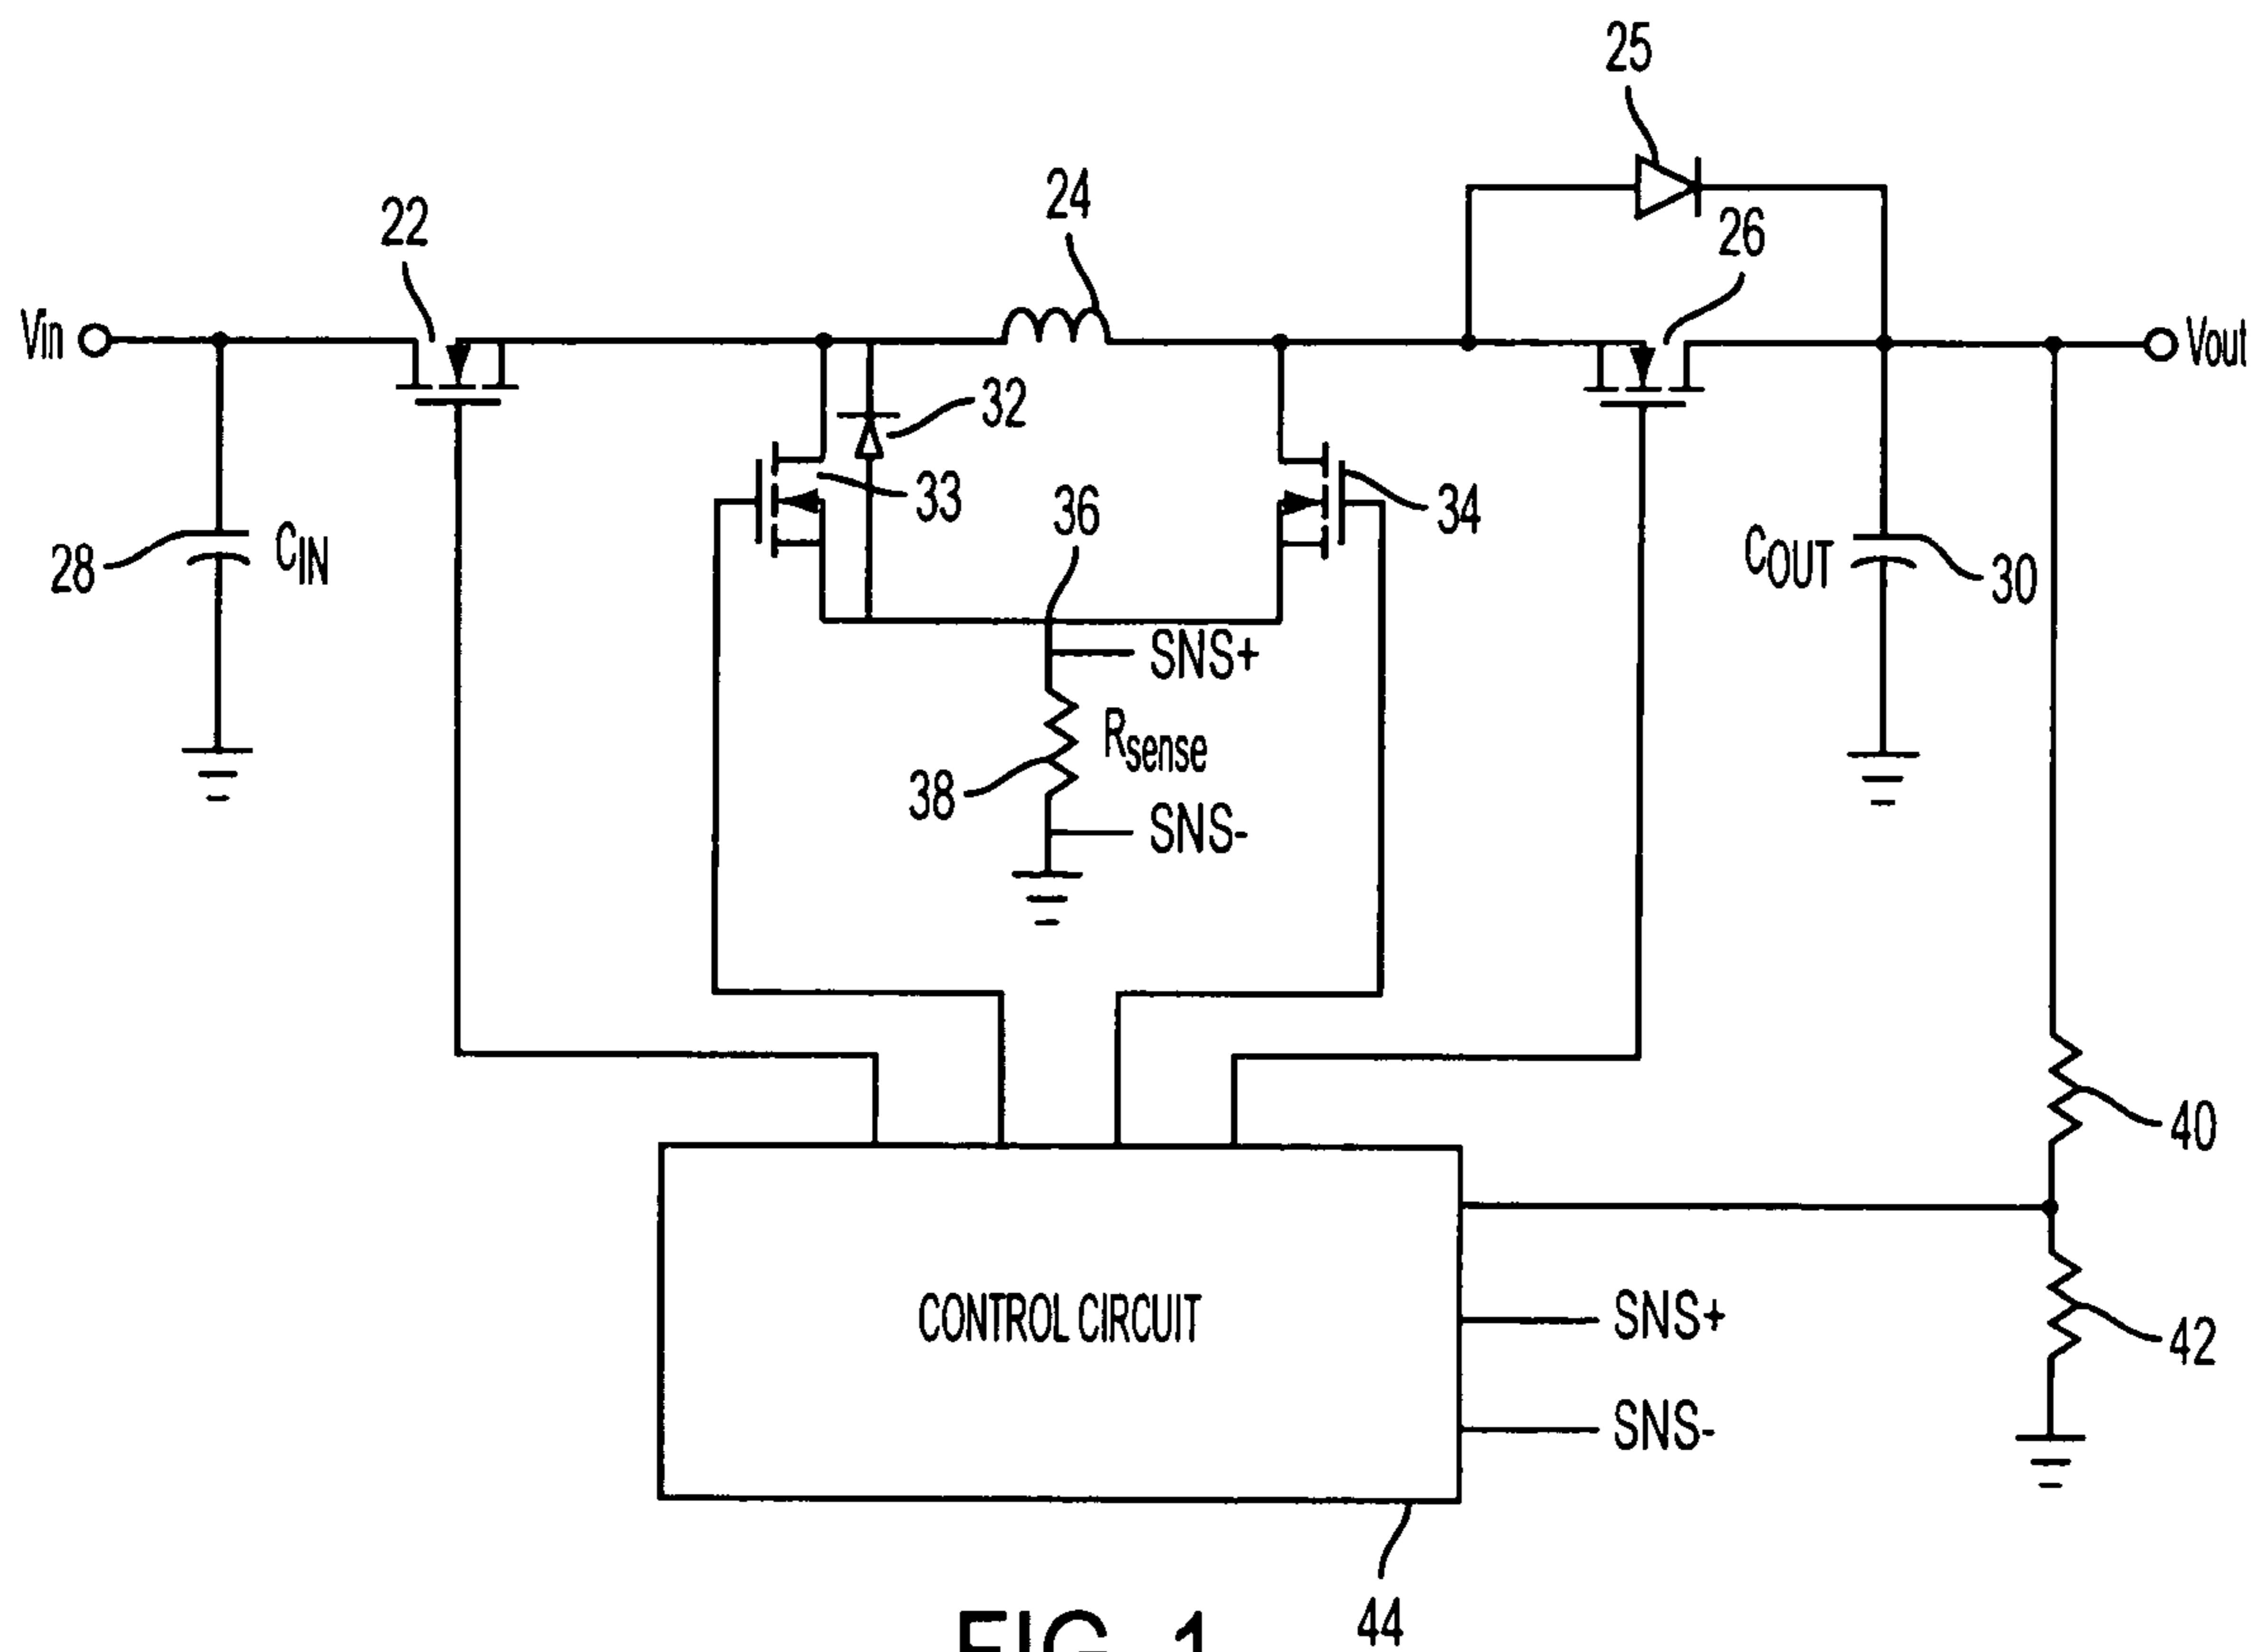 25
24
22
26
Vin
Vout
32
33
36
34
28
CIN
COUT
30
SNS+
Rsense
38
SNS-
40
CONTROL CIRCUIT
SNS+
42
SNS-
44
FIG. 1